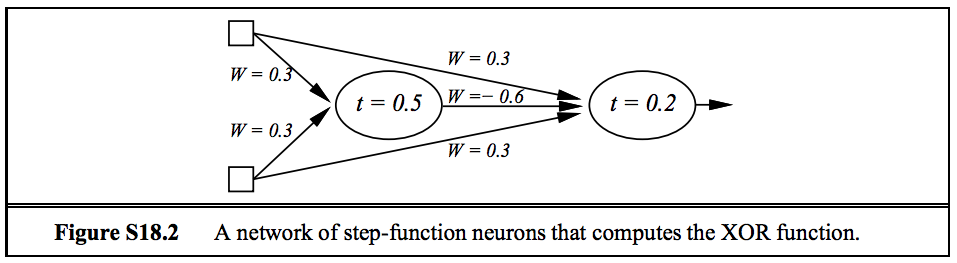 W = 0.3
W = 0.3
t = 0.5
W =– 0.6
t = 0.2
W = 0.3
W = 0.3
Figure S18.2 A network of step-function neurons that computes the XOR function.